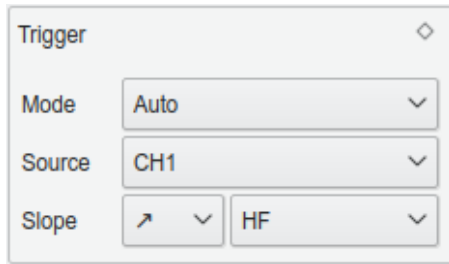 Trigger
Mode Auto
Source CH1
Slope ↗ HF